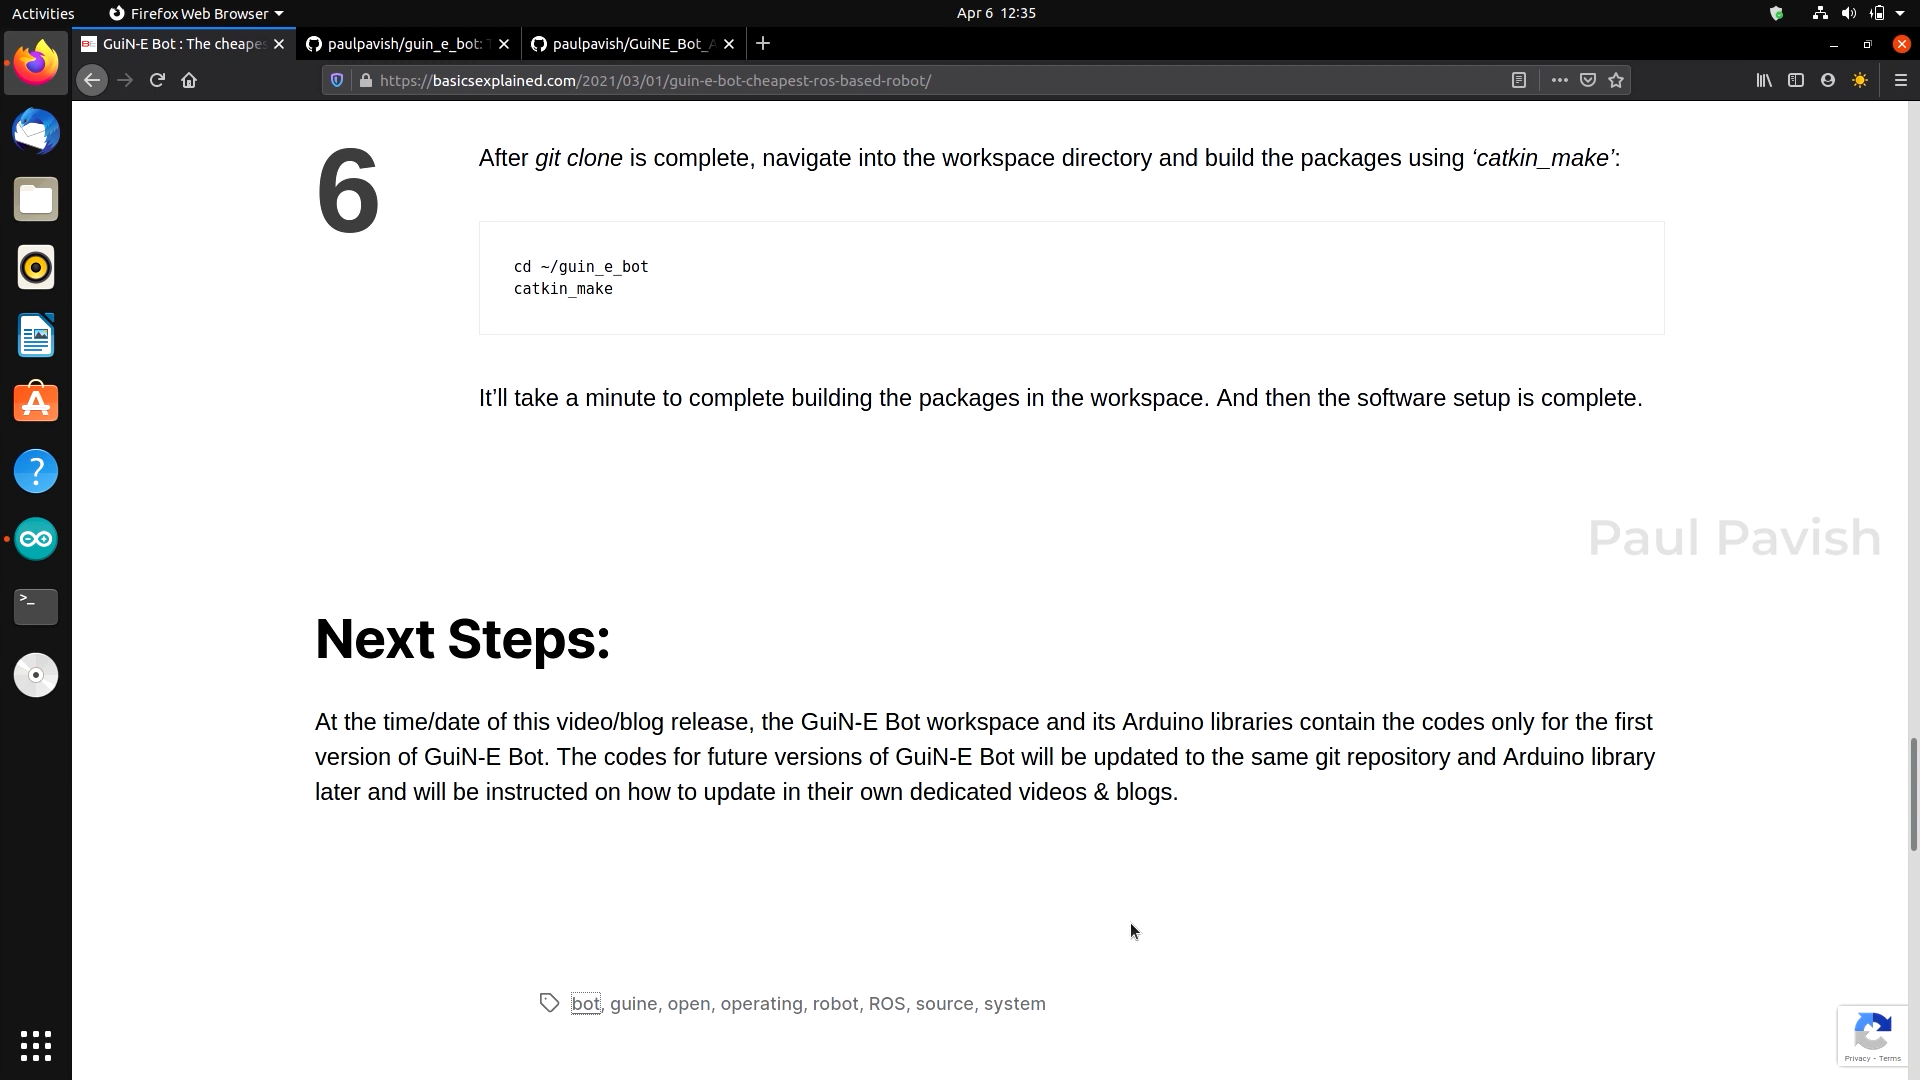 Activities
Firefox Web Browser
Apr 6 12:35
GuiN-E Bot : The cheapes
paulpavish/guin_e_bot:
paulpavish/GuiNE_Bot_A
https://basicsexplained.com/2021/03/01/guin-e-bot-cheapest-ros-based-robot/
6
After git clone is complete, navigate into the workspace directory and build the packages using ‘catkin_make’:
cd ~/guin_e_bot
catkin_make
It’ll take a minute to complete building the packages in the workspace. And then the software setup is complete.
Paul Pavish
Next Steps:
At the time/date of this video/blog release, the GuiN-E Bot workspace and its Arduino libraries contain the codes only for the first
version of GuiN-E Bot. The codes for future versions of GuiN-E Bot will be updated to the same git repository and Arduino library
later and will be instructed on how to update in their own dedicated videos & blogs.
bot, guine, open, operating, robot, ROS, source, system
Privacy - Terms